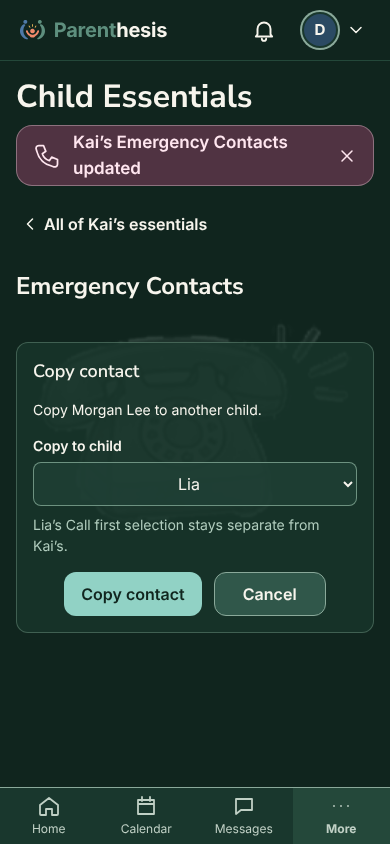 Parenthesis
D
Child Essentials
Kai’s Emergency Contacts
updated
All of Kai’s essentials
Emergency Contacts
Copy contact
Copy Morgan Lee to another child.
Copy to child
Lia
Lia’s Call first selection stays separate from
Kai’s.
Copy contact Cancel
Home Calendar Messages More